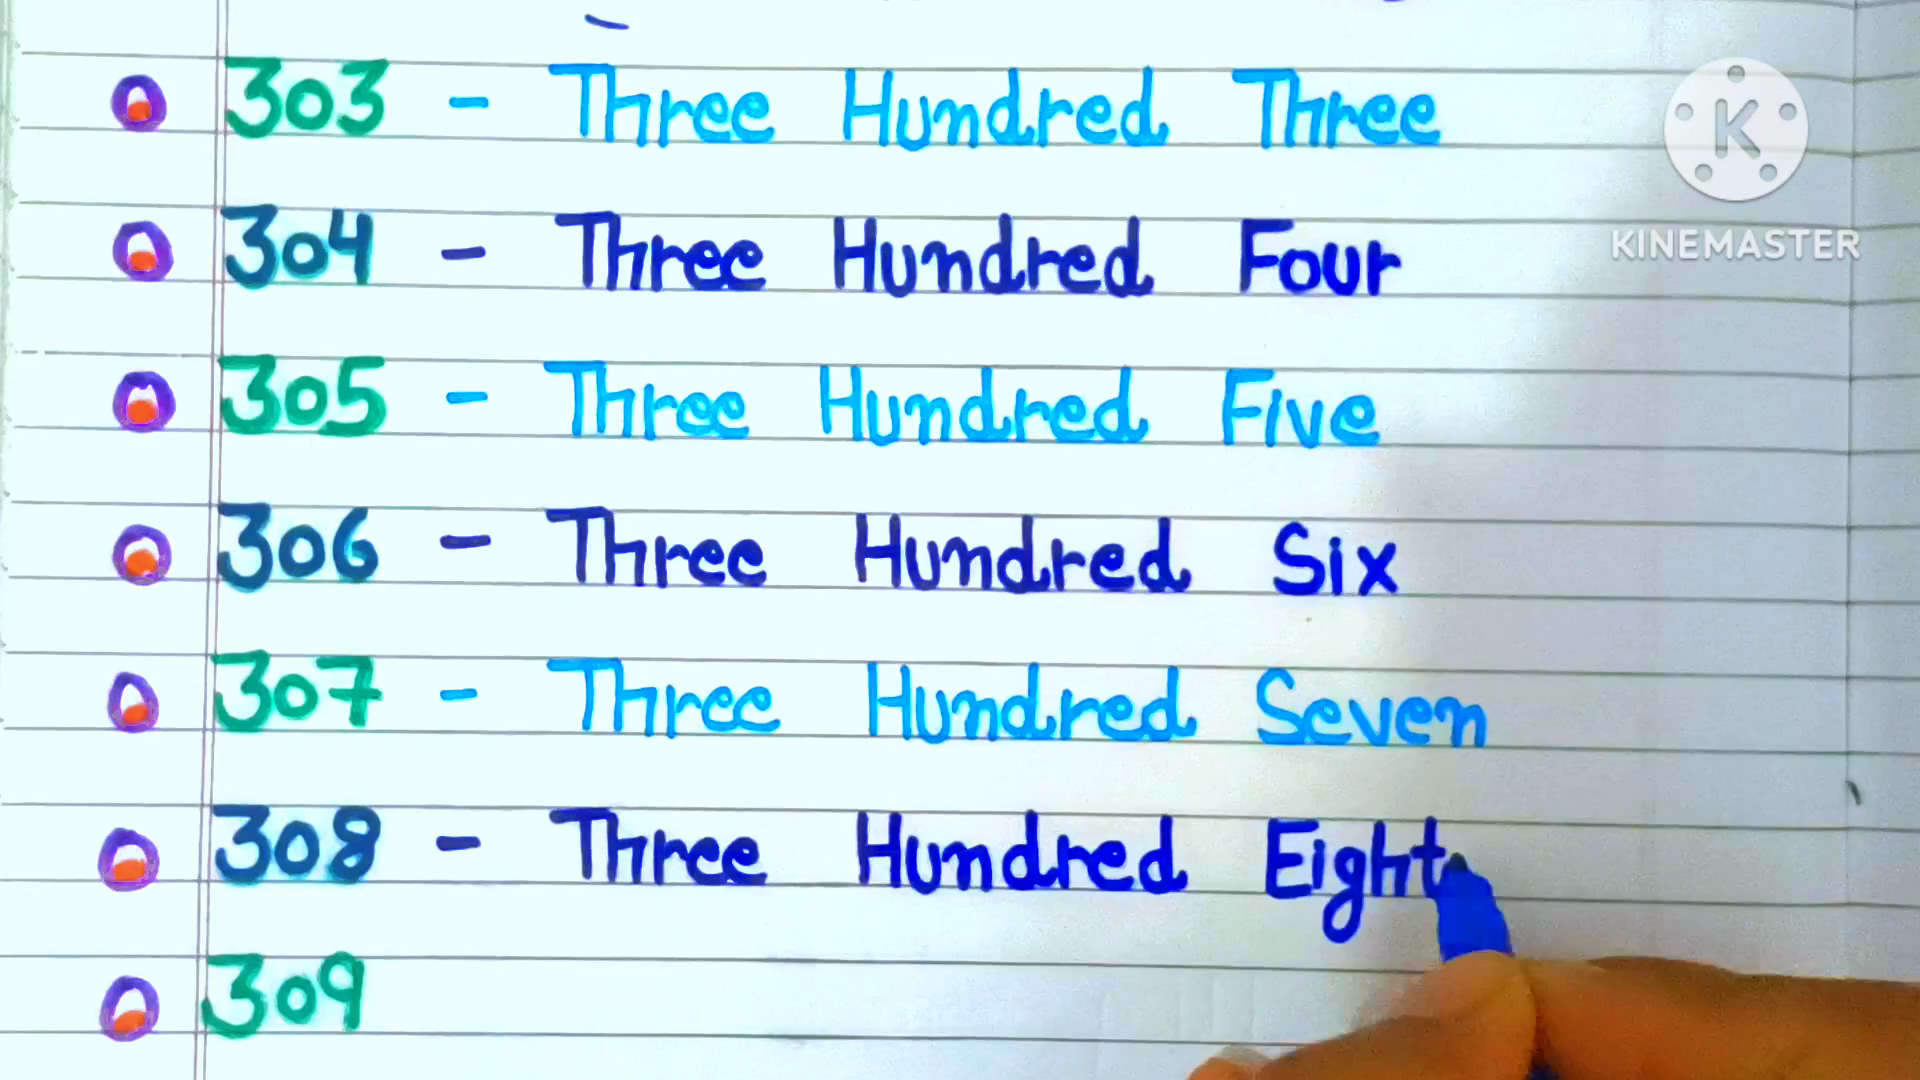 303 - Three Hundred Three
KINEMASTER
304 - Three Hundred Four
305 - Three Hundred Five
306 - Three Hundred Six
307 - Three Hundred Seven
308 - Three Hundred Eight
309